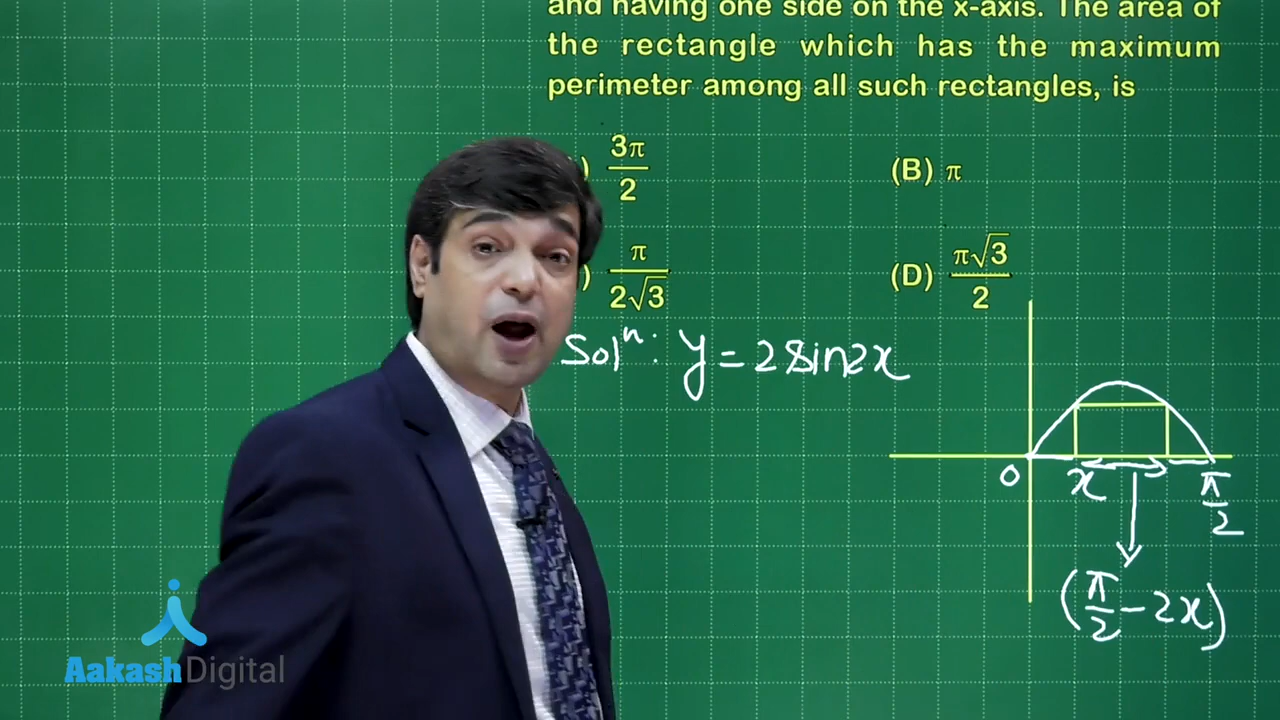 and having one side on the x-axis. The area of
the rectangle which has the maximum
perimeter among all such rectangles, is
) 3π/2 (B) π
) π/2√3 (D) π√3/2
Solⁿ: y = 2sin2x
0 x π/2
(π/2 - 2x)
Aakash Digital